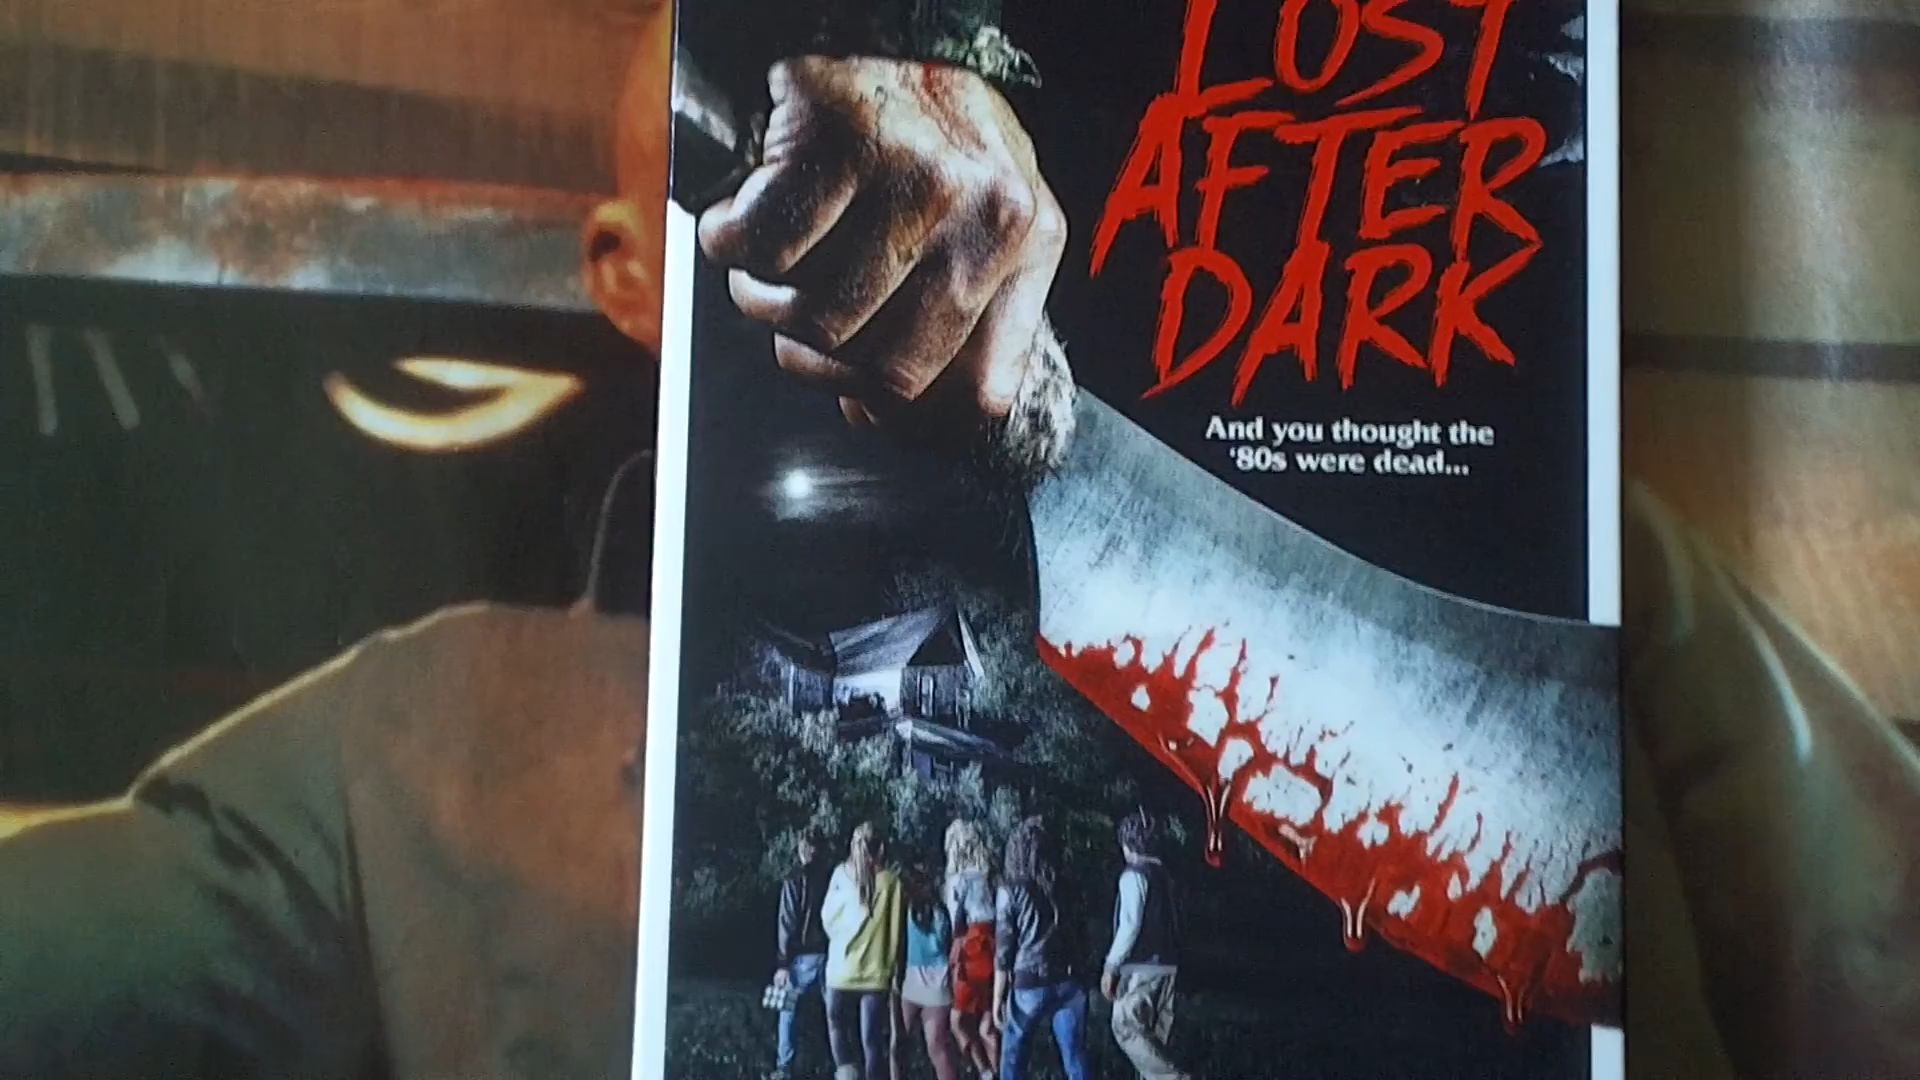 LOST
AFTER
DARK
And you thought the
'80s were dead...